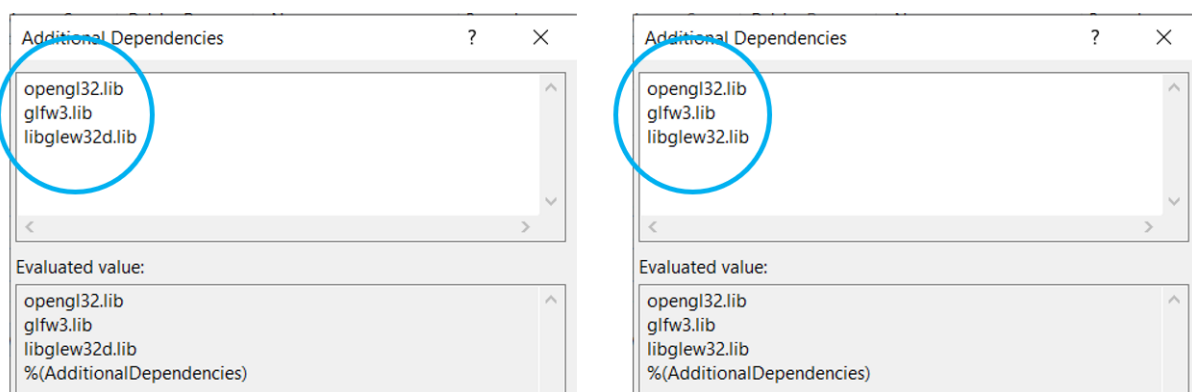 Additional Dependencies ? ×
opengl32.lib
glfw3.lib
libglew32d.lib
Evaluated value:
opengl32.lib
glfw3.lib
libglew32d.lib
%(AdditionalDependencies)
Additional Dependencies ? ×
opengl32.lib
glfw3.lib
libglew32.lib
Evaluated value:
opengl32.lib
glfw3.lib
libglew32.lib
%(AdditionalDependencies)